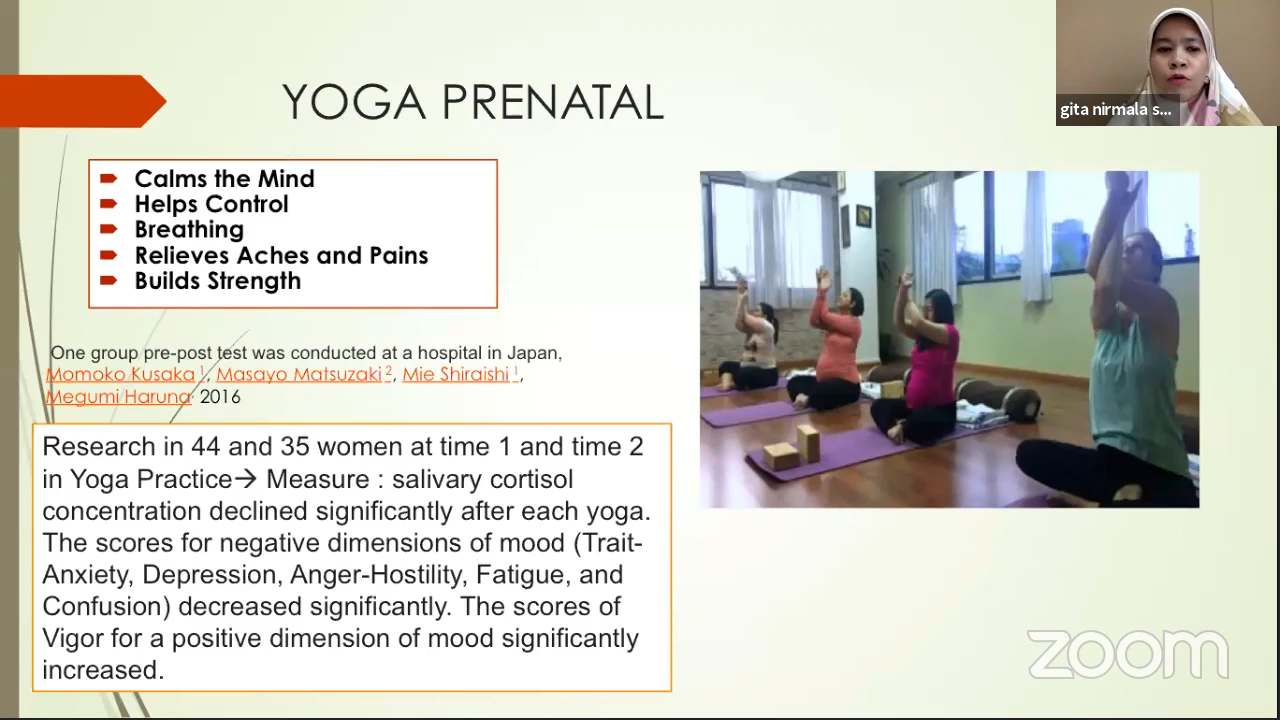 YOGA PRENATAL
gita nirmala s...
Calms the Mind
Helps Control
Breathing
Relieves Aches and Pains
Builds Strength
One group pre-post test was conducted at a hospital in Japan,
Momoko Kusaka 1, Masayo Matsuzaki 2, Mie Shiraishi 1,
Megumi Haruna 2016
Research in 44 and 35 women at time 1 and time 2
in Yoga Practice→ Measure : salivary cortisol
concentration declined significantly after each yoga.
The scores for negative dimensions of mood (Trait-
Anxiety, Depression, Anger-Hostility, Fatigue, and
Confusion) decreased significantly. The scores of
Vigor for a positive dimension of mood significantly
increased.
zoom